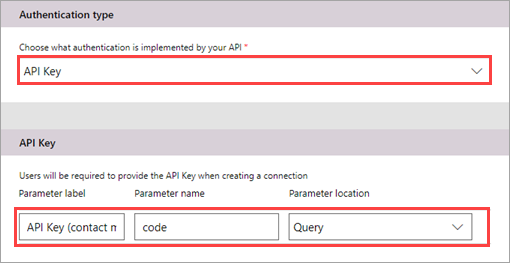 Authentication type
Choose what authentication is implemented by your API *
API Key
API Key
Users will be required to provide the API Key when creating a connection
Parameter label Parameter name Parameter location
API Key (contact m code Query